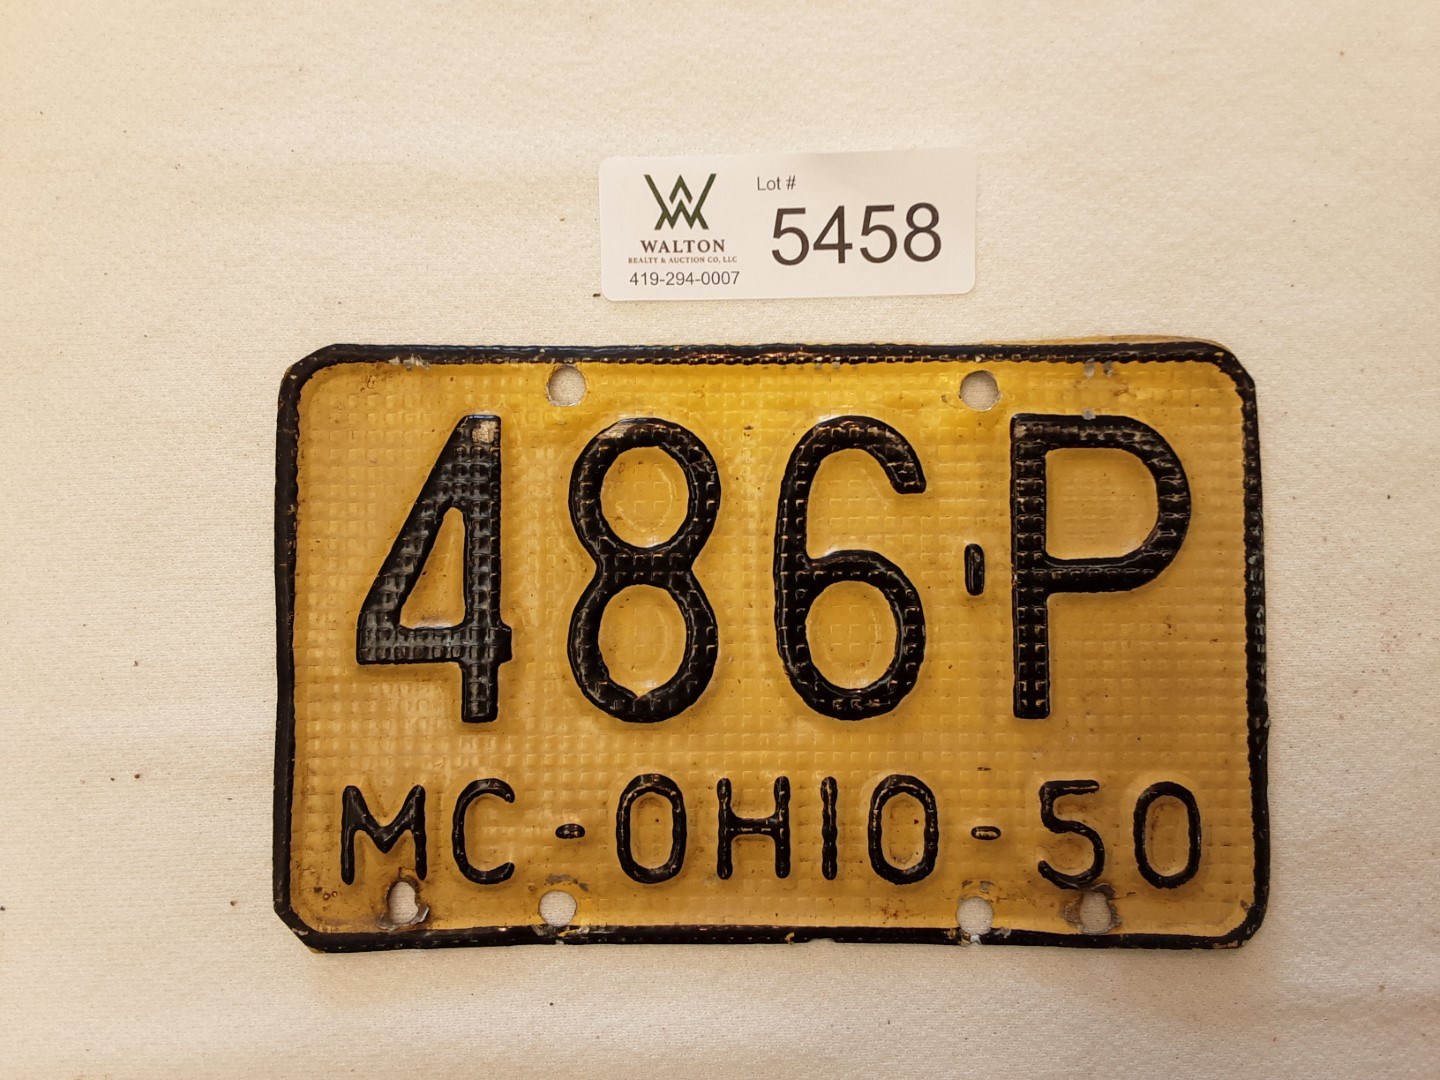 Lot #
5458
WALTON
REALTY & AUCTION CO, LLC
419-294-0007
486-P
MC-OHIO-50